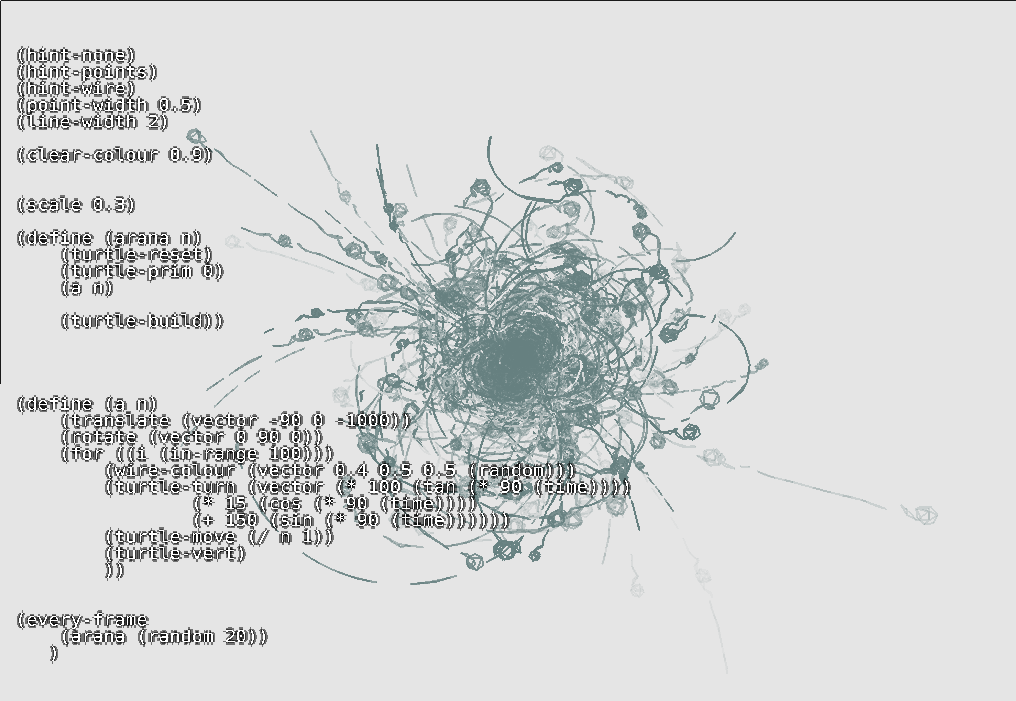 (hint-none)
(hint-points)
(hint-wire)
(point-width 0.5)
(line-width 2)
(clear-colour 0.9)
(scale 0.3)
(define (arana n)
(turtle-reset)
(turtle-prim 0)
(a n)
(turtle-build))
(define (a n)
(translate (vector -90 0 -1000))
(rotate (vector 0 90 0))
(for ((i (in-range 100)))
(wire-colour (vector 0.4 0.5 0.5 (random)))
(turtle-turn (vector (* 100 (tan (* 90 (time))))
(* 15 (cos (* 90 (time))))
(+ 150 (sin (* 90 (time))))))
(turtle-move (/ n 1))
(turtle-vert)
))
(every-frame
(arana (random 20))
)